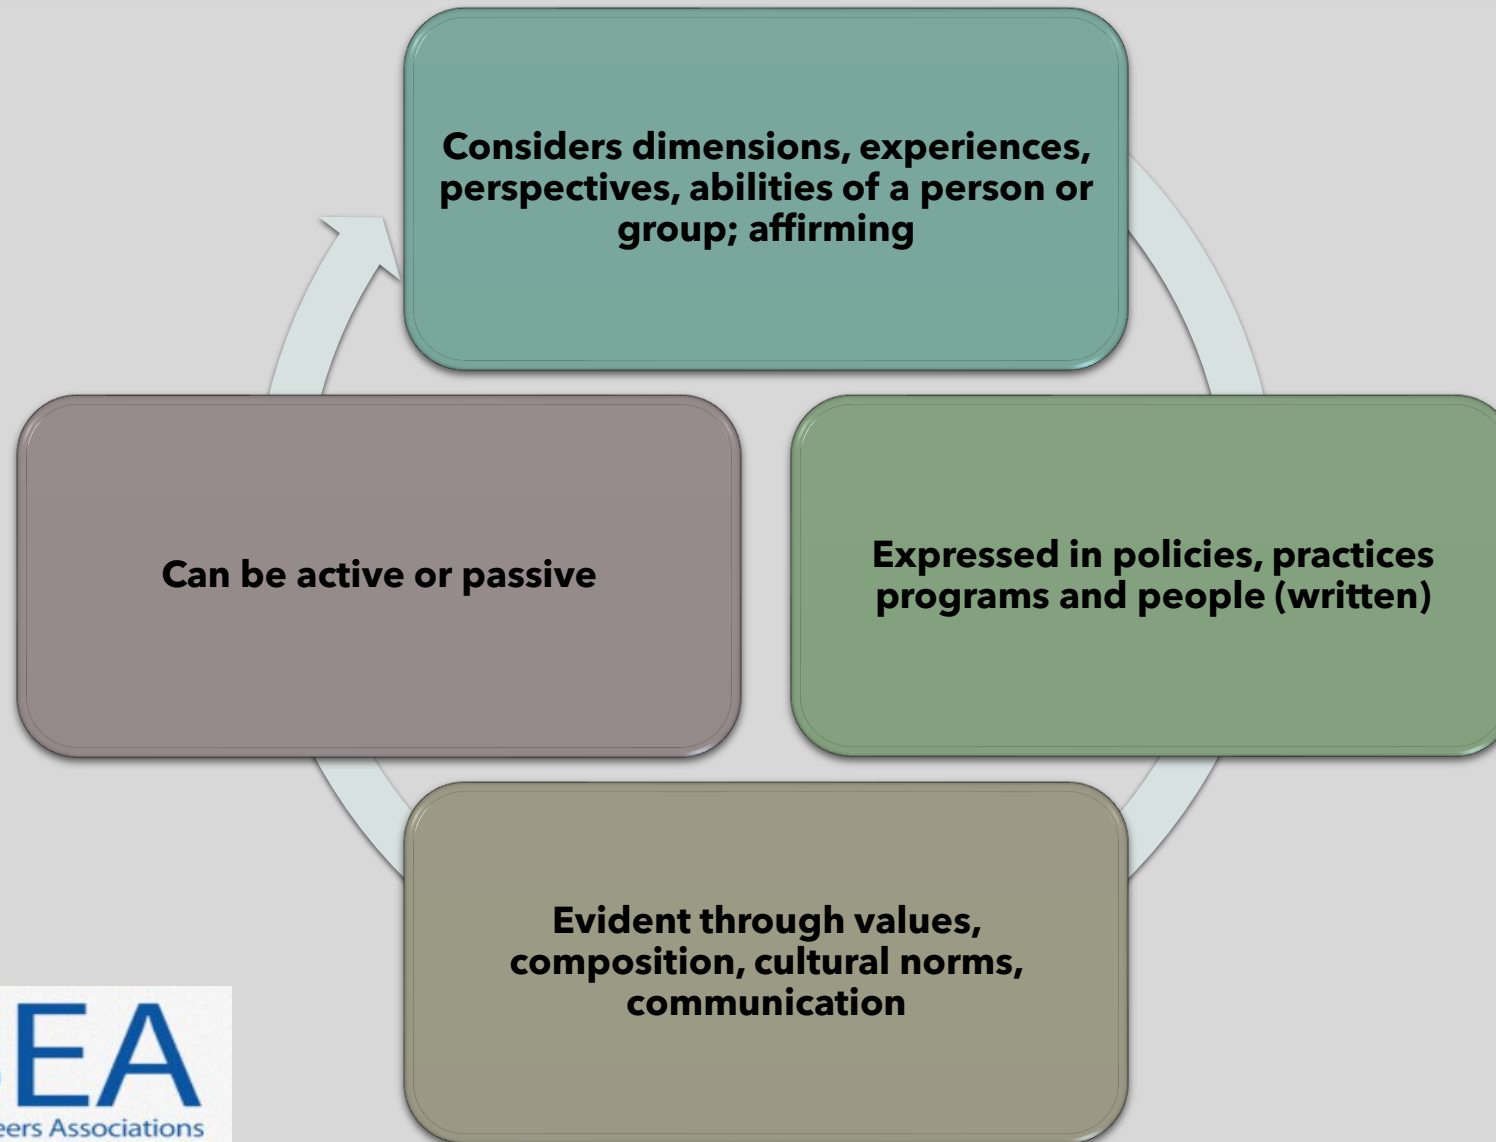 Considers dimensions, experiences,
perspectives, abilities of a person or
group; affirming
Can be active or passive
Expressed in policies, practices
programs and people (written)
Evident through values,
composition, cultural norms,
communication
EA
Associations